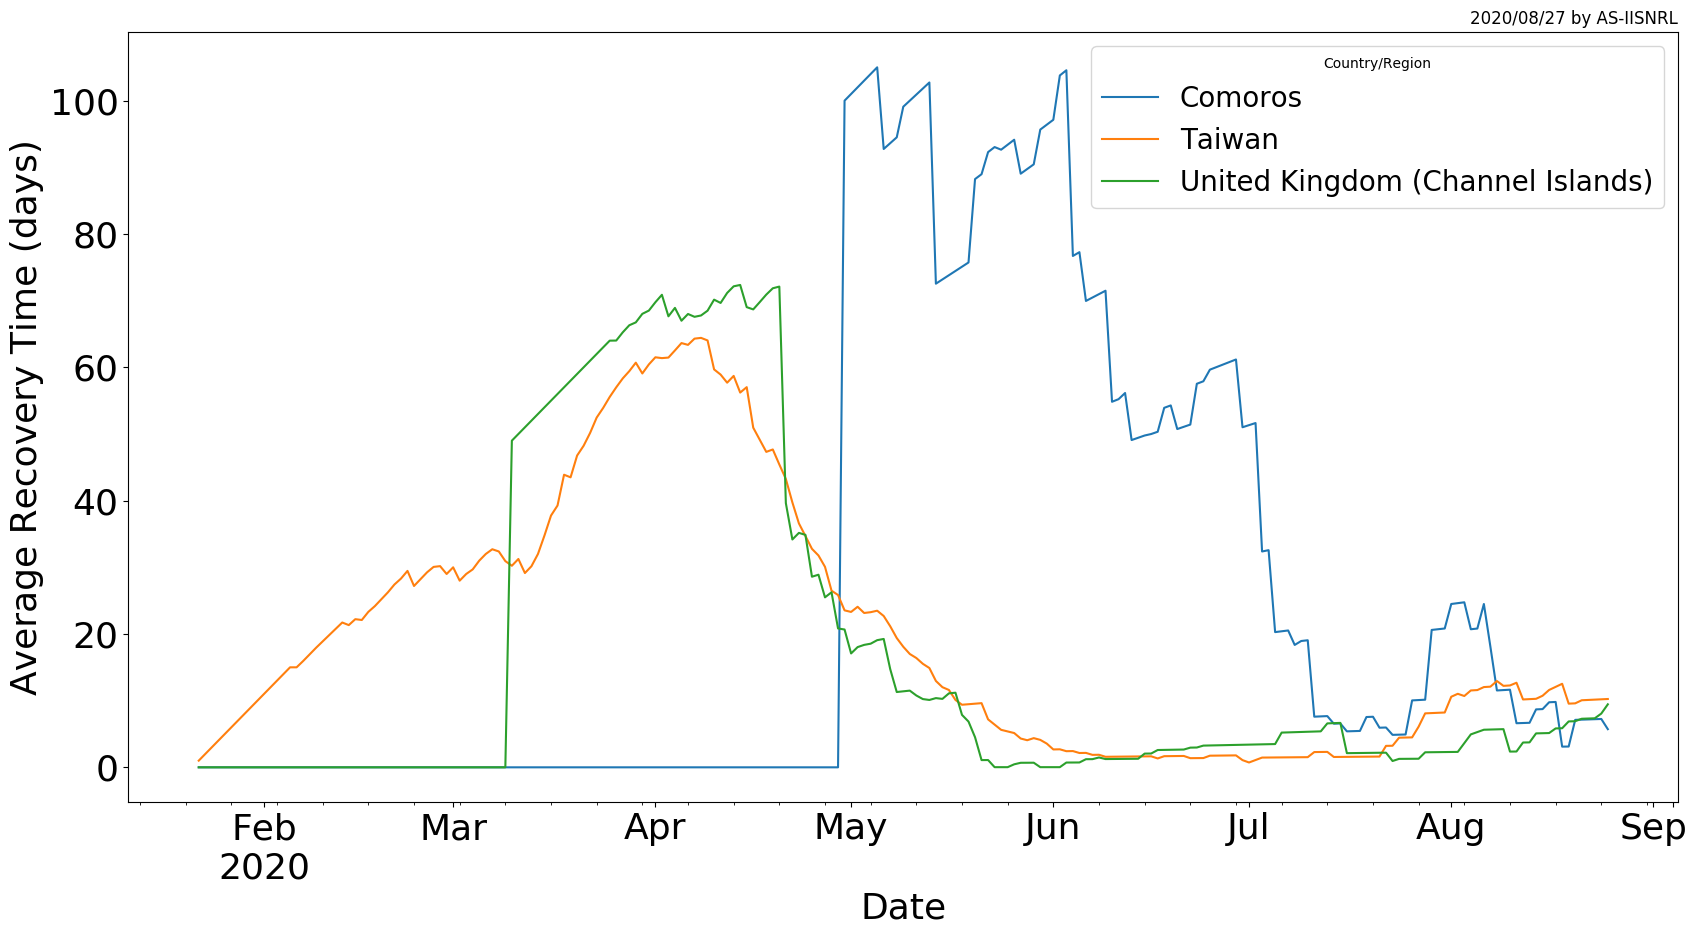 2020/08/27 by AS-IISNRL
Country/Region
Comoros
Taiwan
United Kingdom (Channel Islands)
Average Recovery Time (days)
100
80
60
40
20
0
Feb Mar Apr May Jun Jul Aug Sep
2020
Date